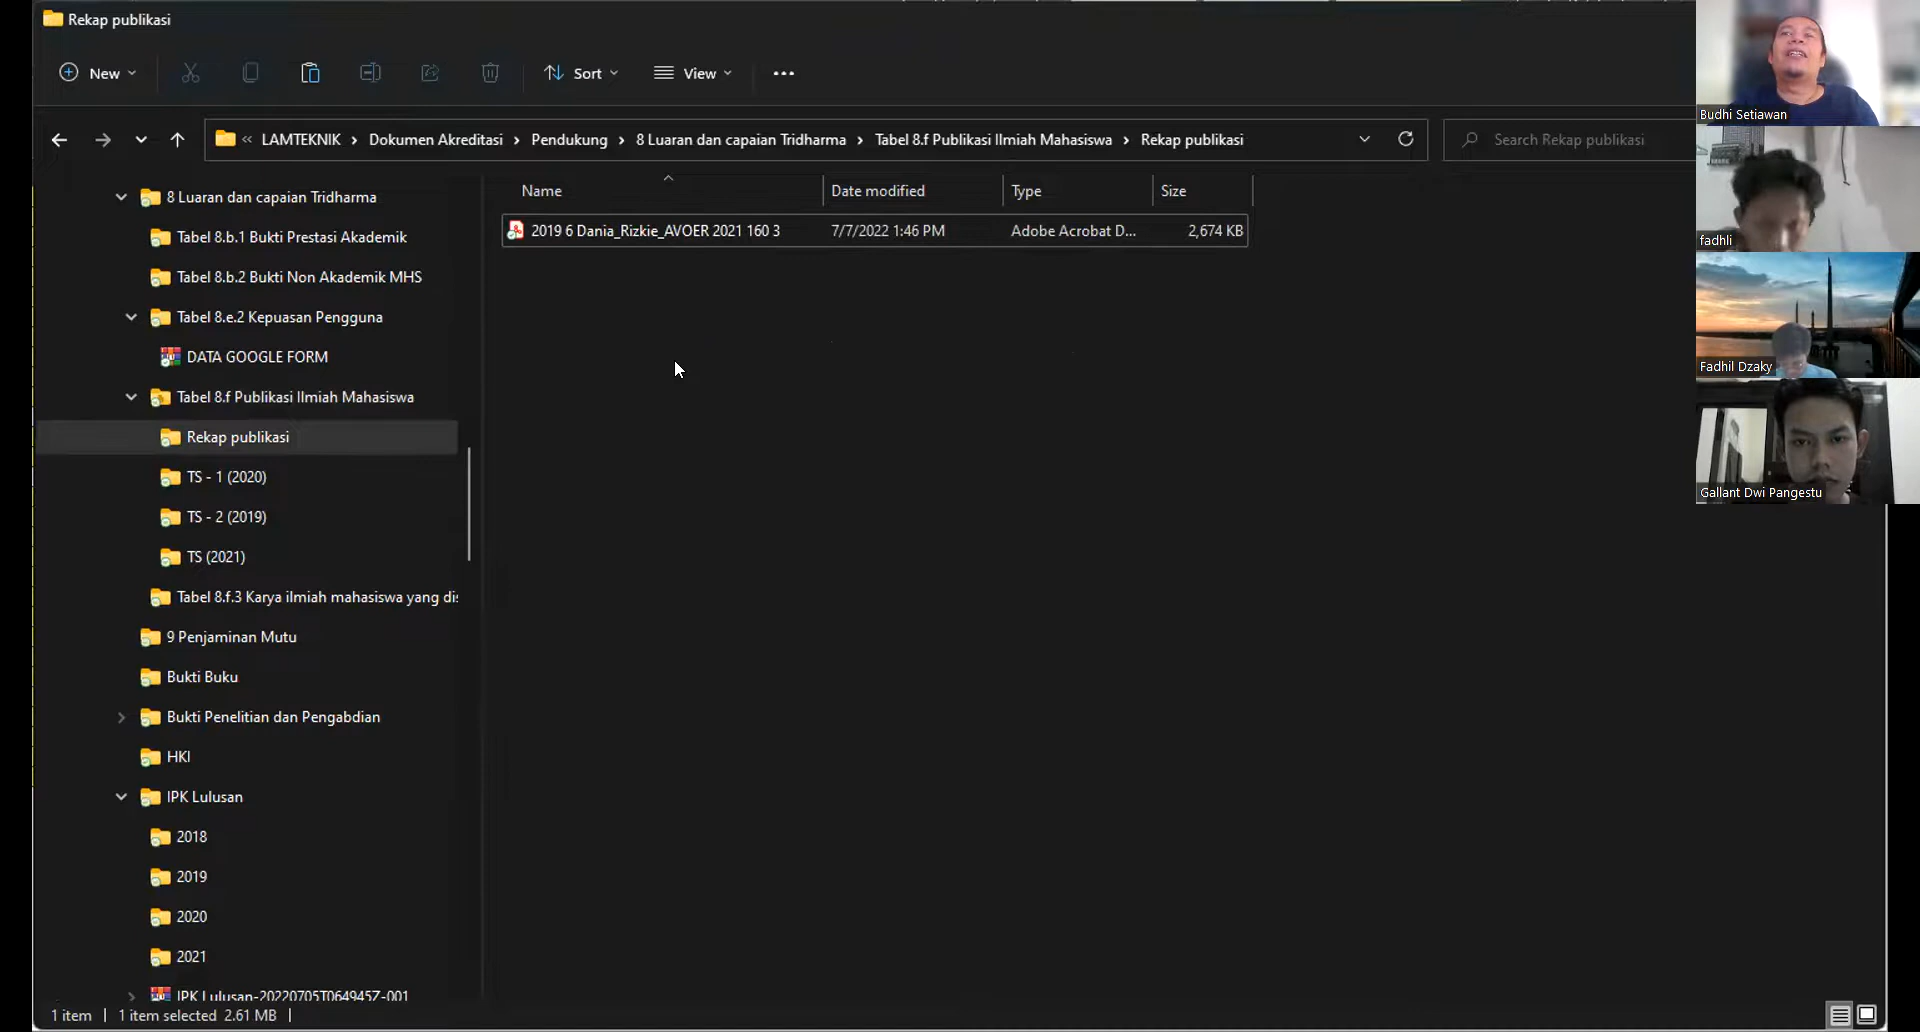 Rekap publikasi
New
Sort
View
« LAMTEKNIK › Dokumen Akreditasi › Pendukung › 8 Luaran dan capaian Tridharma › Tabel 8.f Publikasi Ilmiah Mahasiswa › Rekap publikasi
Search Rekap publikasi
Name Date modified Type Size
2019 6 Dania_Rizkie_AVOER 2021 160 3 7/7/2022 1:46 PM Adobe Acrobat D... 2,674 KB
8 Luaran dan capaian Tridharma
Tabel 8.b.1 Bukti Prestasi Akademik
Tabel 8.b.2 Bukti Non Akademik MHS
Tabel 8.e.2 Kepuasan Pengguna
DATA GOOGLE FORM
Tabel 8.f Publikasi Ilmiah Mahasiswa
Rekap publikasi
TS - 1 (2020)
TS - 2 (2019)
TS (2021)
Tabel 8.f.3 Karya ilmiah mahasiswa yang di
9 Penjaminan Mutu
Bukti Buku
Bukti Penelitian dan Pengabdian
HKI
IPK Lulusan
2018
2019
2020
2021
IPK Lulusan-20220705T064945Z-001
1 item 1 item selected 2.61 MB
Budhi Setiawan
fadhli
Fadhil Dzaky
Gallant Dwi Pangestu